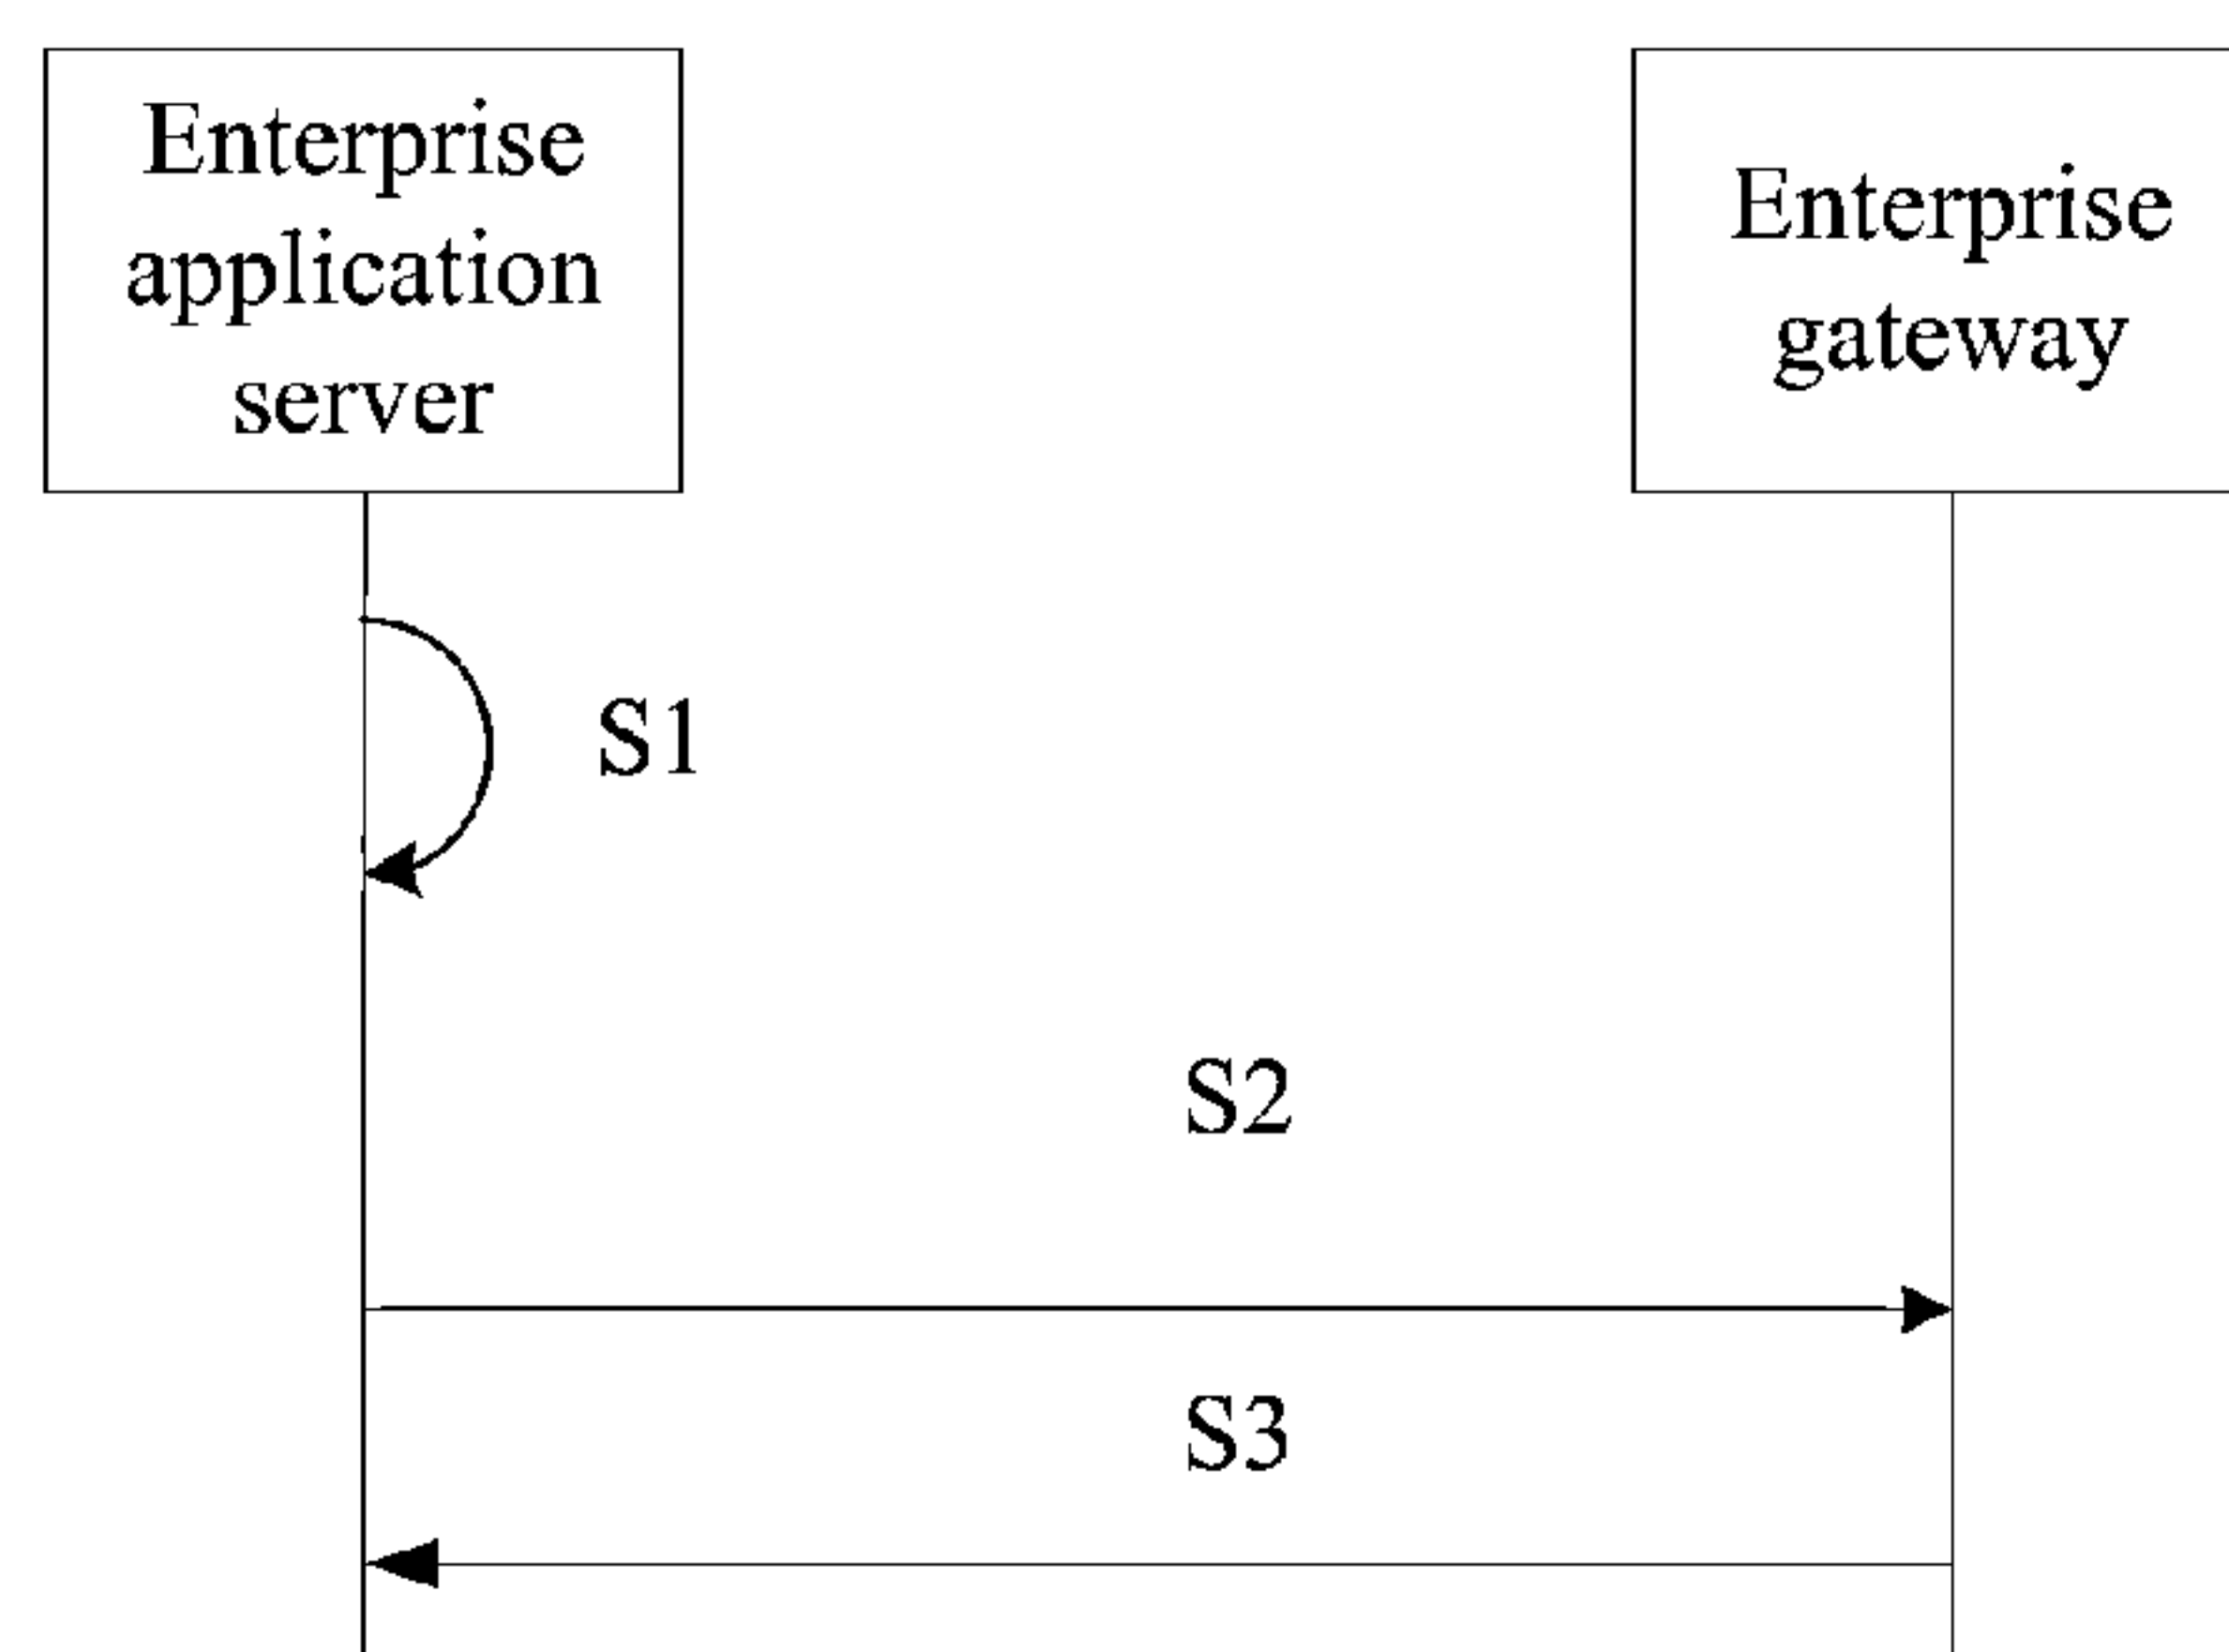 Enterprise
application
server
Enterprise
gateway
S1
S2
S3